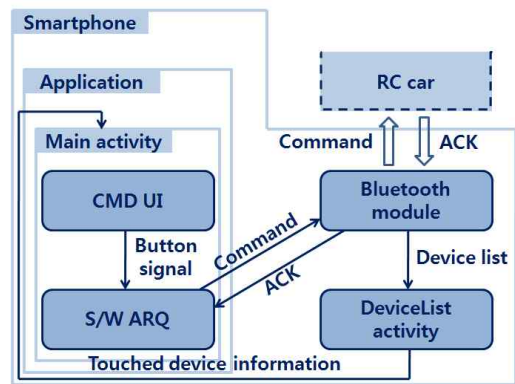 Smartphone
Application
RC car
Main activity
Command
ACK
CMD UI
Bluetooth
module
Button
signal
Command
ACK
Device list
S/W ARQ
DeviceList
activity
Touched device information